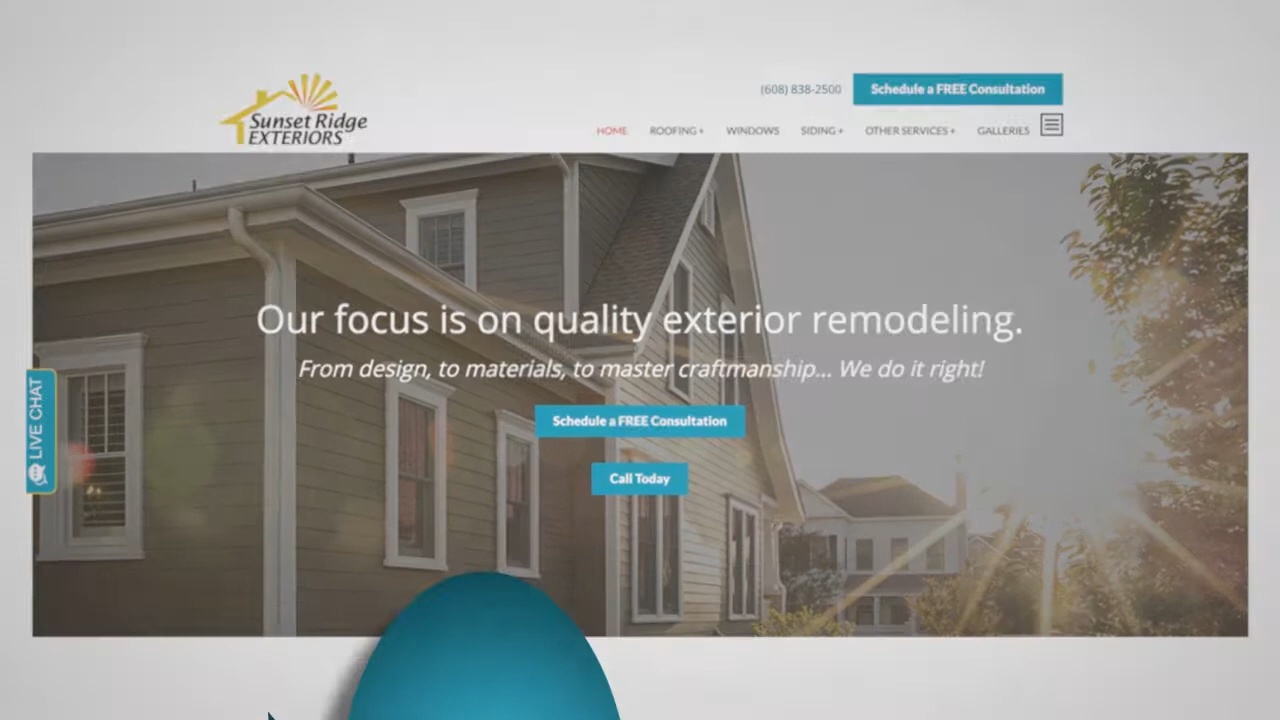 Sunset Ridge
EXTERIORS
(608) 838-2500
Schedule a FREE Consultation
HOME
ROOFING +
WINDOWS
SIDING +
OTHER SERVICES +
GALLERIES
Our focus is on quality exterior remodeling.
From design, to materials, to master craftmanship... We do it right!
Schedule a FREE Consultation
Call Today
LIVE CHAT